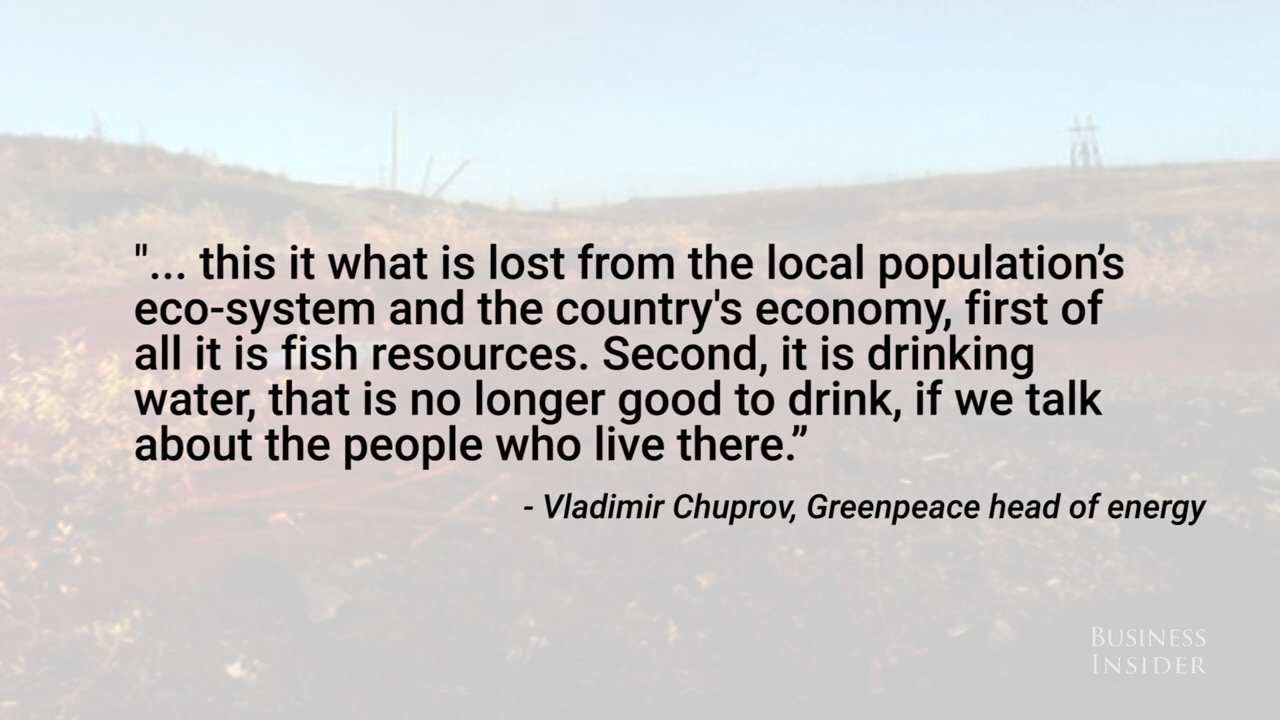 "... this it what is lost from the local population’s
eco-system and the country's economy, first of
all it is fish resources. Second, it is drinking
water, that is no longer good to drink, if we talk
about the people who live there.”
- Vladimir Chuprov, Greenpeace head of energy
BUSINESS
INSIDER